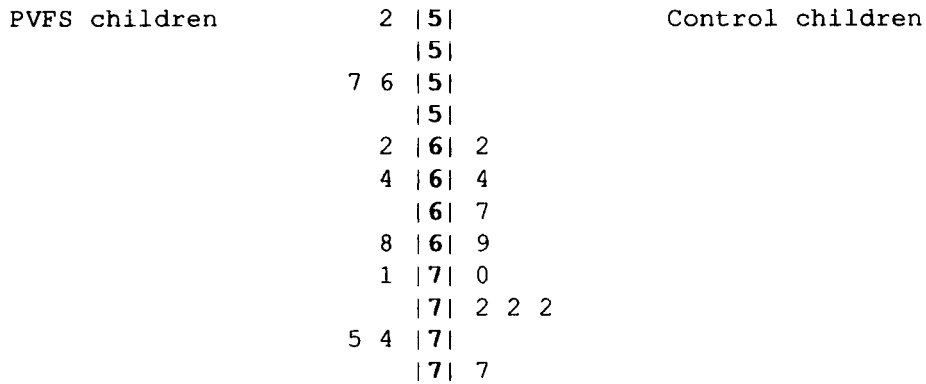 PVFS children 2 |5| Control children
|5|
7 6 |5|
|5|
2 |6| 2
4 |6| 4
|6| 7
8 |6| 9
1 |7| 0
|7| 2 2 2
5 4 |7|
|7| 7